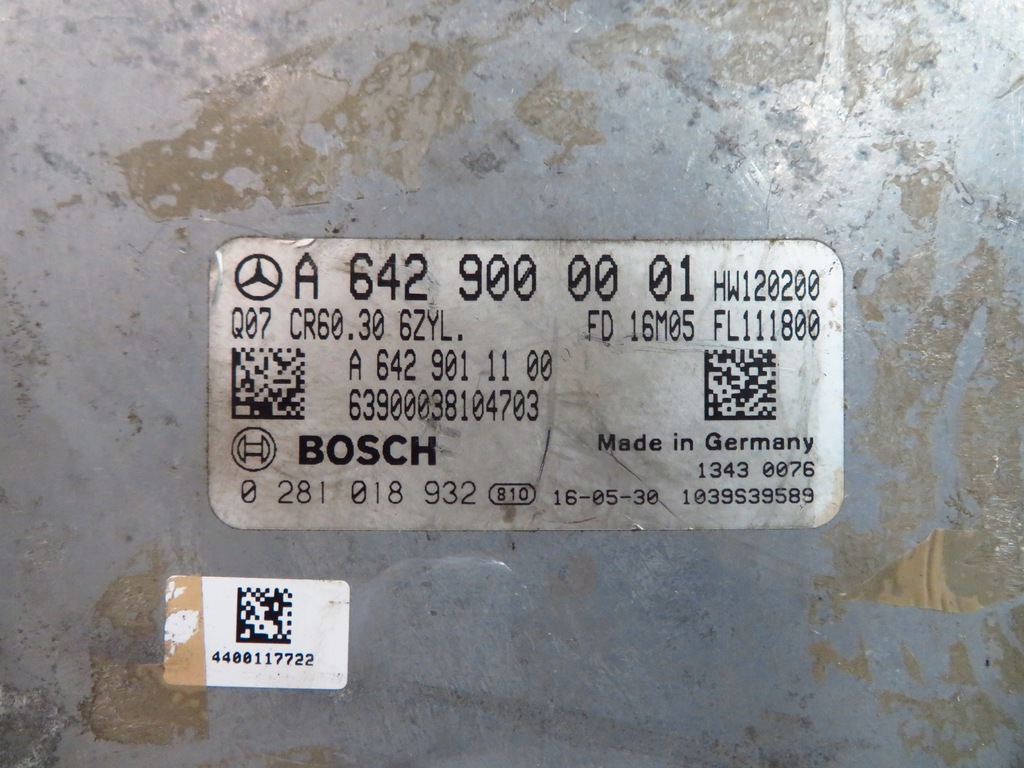 A 642 900 00 01 HW120200
Q07 CR60.30 6ZYL. FD 16M05 FL111800
A 642 901 11 00
63900038104703
BOSCH Made in Germany
1343 0076
0 281 018 932 810 16-05-30 1039S39589
4400117722